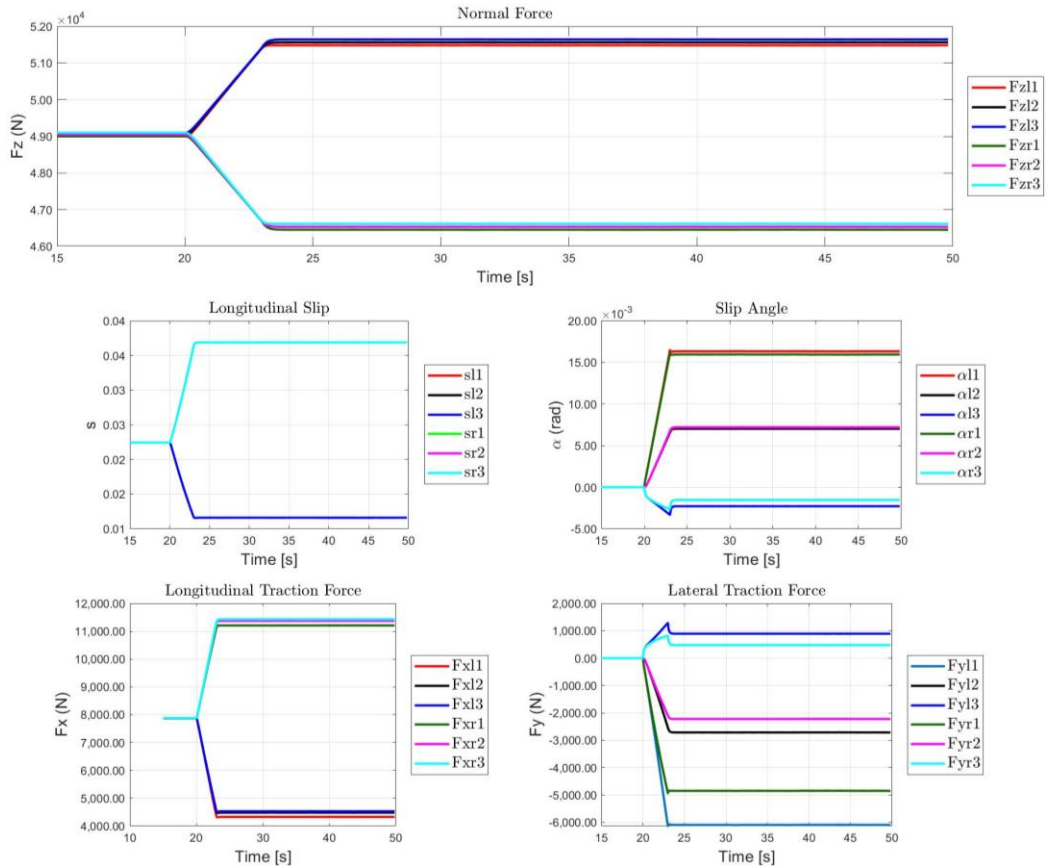 Normal Force
×10⁴
5.20
5.10
5.00
4.90
4.80
4.70
4.60
Fz (N)
15 20 25 30 35 40 45 50
Time [s]
Fzl1
Fzl2
Fzl3
Fzr1
Fzr2
Fzr3
Longitudinal Slip
0.04
0.04
0.03
0.03
0.02
0.02
0.01
s
15 20 25 30 35 40 45 50
Time [s]
sl1
sl2
sl3
sr1
sr2
sr3
Slip Angle
×10⁻³
20.00
15.00
10.00
5.00
0.00
-5.00
α (rad)
15 20 25 30 35 40 45 50
Time [s]
αl1
αl2
αl3
αr1
αr2
αr3
Longitudinal Traction Force
12,000.00
11,000.00
10,000.00
9,000.00
8,000.00
7,000.00
6,000.00
5,000.00
4,000.00
Fx (N)
10 20 30 40 50
Time [s]
Fxl1
Fxl2
Fxl3
Fxr1
Fxr2
Fxr3
Lateral Traction Force
2,000.00
1,000.00
0.00
-1,000.00
-2,000.00
-3,000.00
-4,000.00
-5,000.00
-6,000.00
Fy (N)
15 20 25 30 35 40 45 50
Time [s]
Fyl1
Fyl2
Fyl3
Fyr1
Fyr2
Fyr3